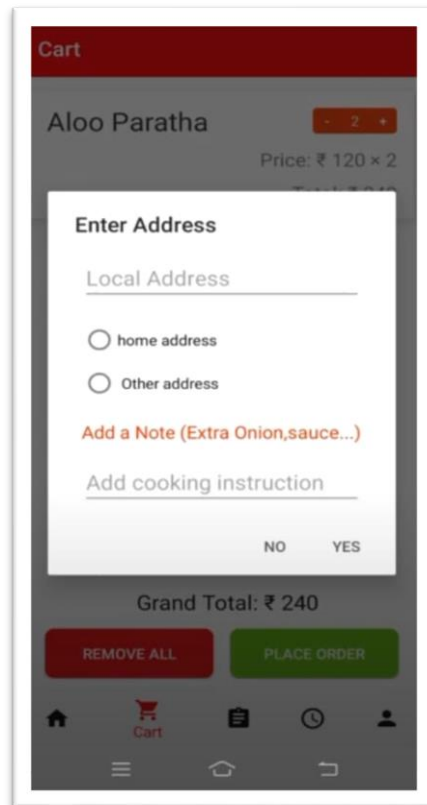 Cart
Aloo Paratha
- 2 +
Price: ₹ 120 × 2
Enter Address
Local Address
home address
Other address
Add a Note (Extra Onion,sauce...)
Add cooking instruction
NO YES
Grand Total: ₹ 240
REMOVE ALL PLACE ORDER
Cart